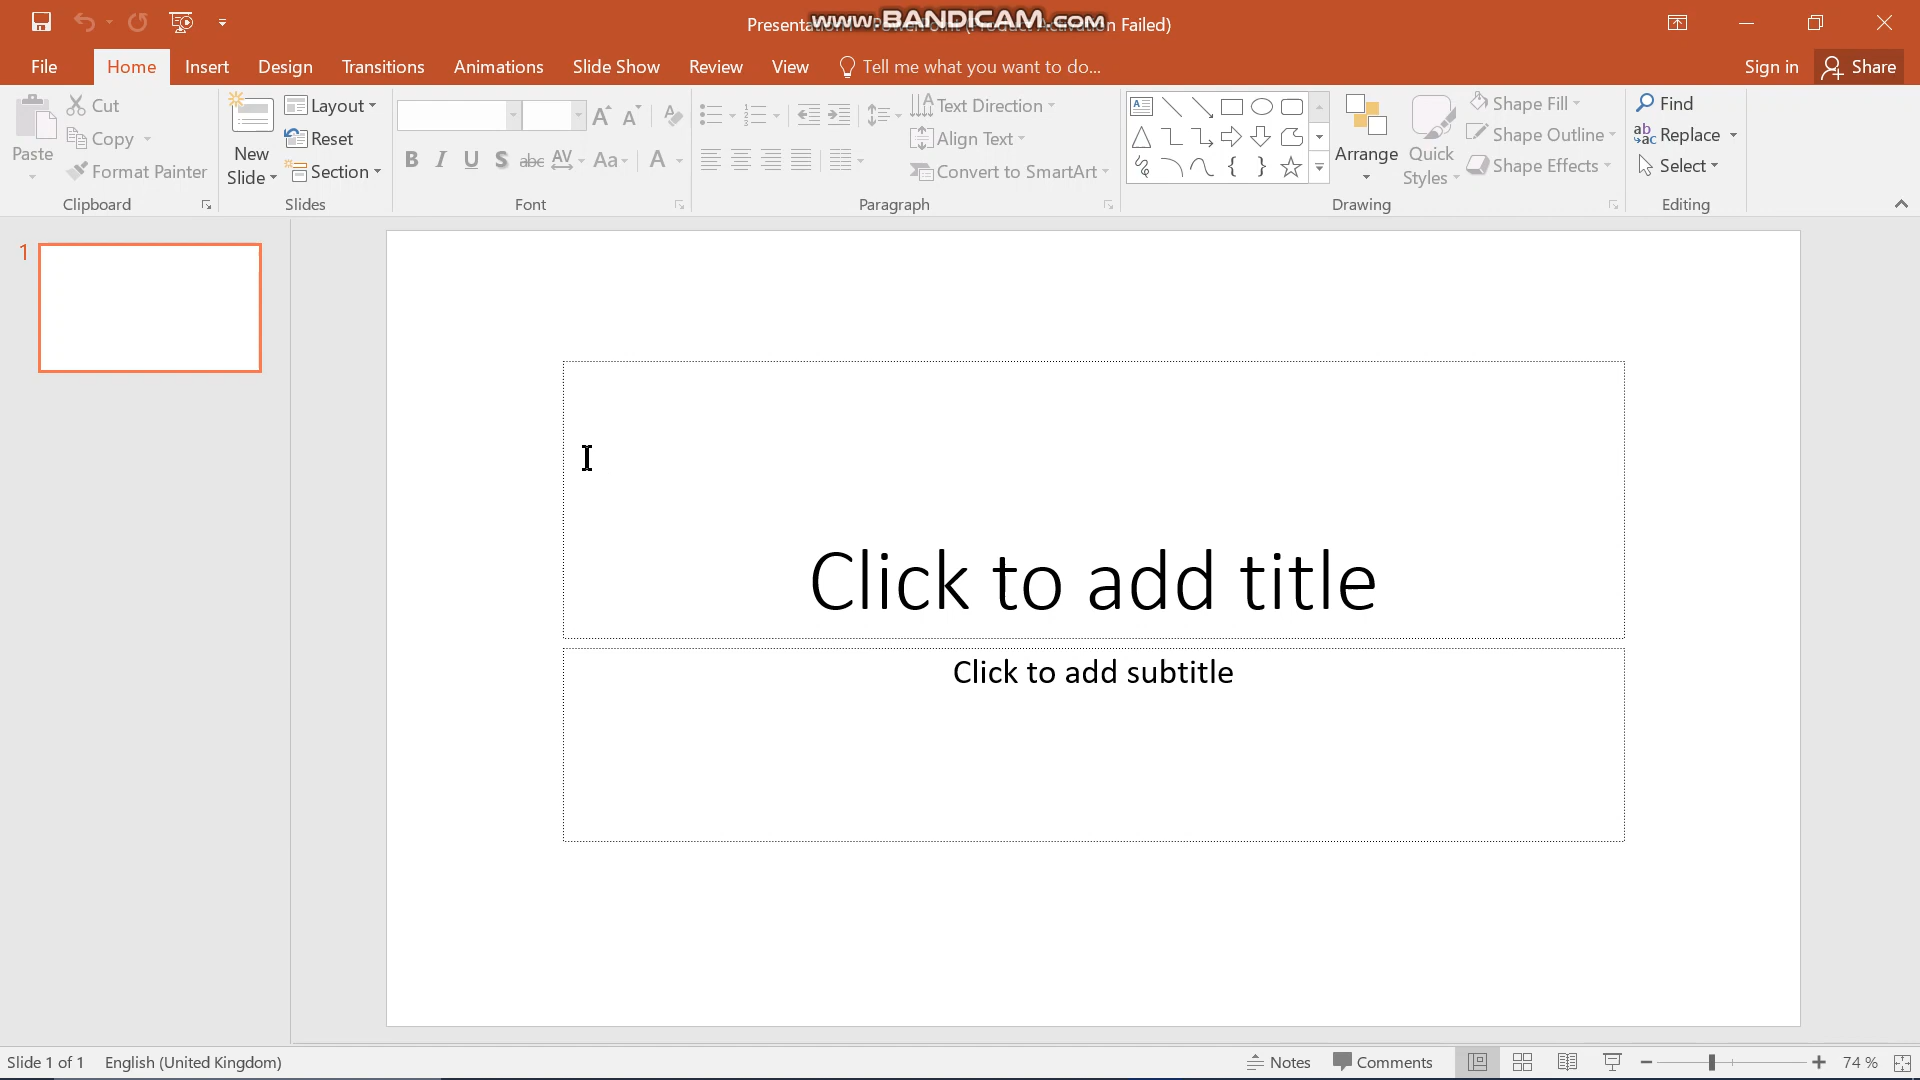 Presenta
www.BANDICAM.com
n Failed)
File Home Insert Design Transitions Animations Slide Show Review View Tell me what you want to do... Sign in Share
Paste
Cut
Copy
Format Painter
Clipboard
New
Slide
Layout
Reset
Section
Slides
B I U S abc AV Aa A
Font
Text Direction
Align Text
Convert to SmartArt
Paragraph
Arrange
Quick
Styles
Shape Fill
Shape Outline
Shape Effects
Drawing
Find
Replace
Select
Editing
1
Click to add title
Click to add subtitle
Slide 1 of 1 English (United Kingdom) Notes Comments 74 %